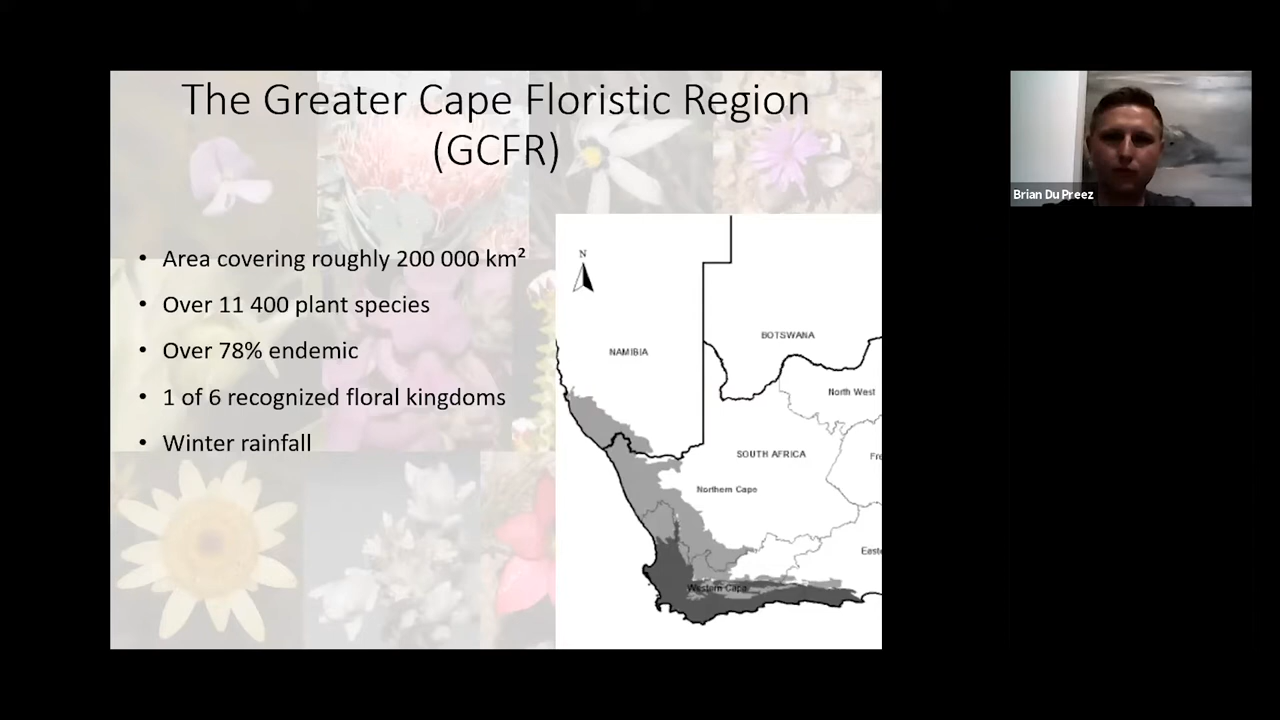 The Greater Cape Floristic Region
(GCFR)
• Area covering roughly 200 000 km²
• Over 11 400 plant species
• Over 78% endemic
• 1 of 6 recognized floral kingdoms
• Winter rainfall
N
BOTSWANA
NAMIBIA
North West
SOUTH AFRICA
Fre
Northern Cape
Easte
Western Cape
Brian Du Preez